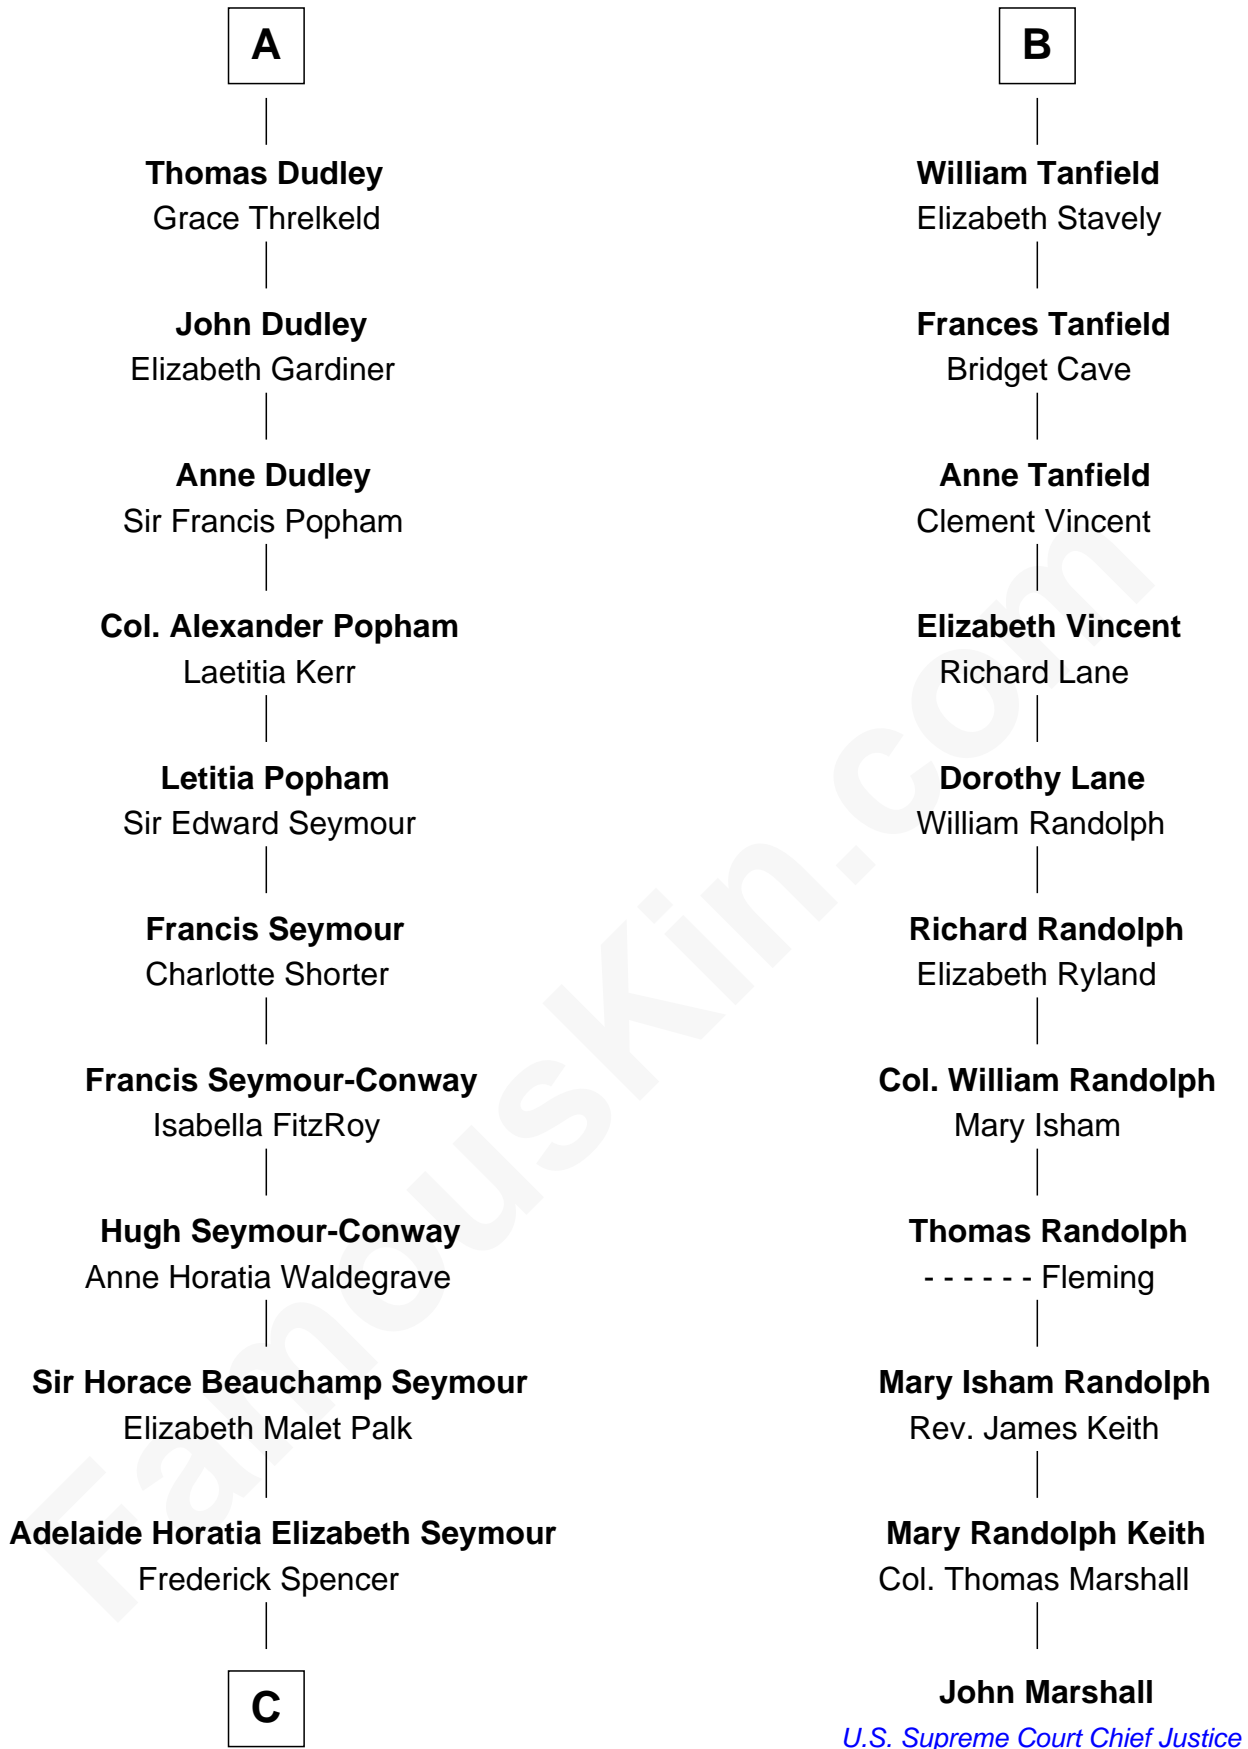 A
Thomas Dudley
Grace Threlkeld
John Dudley
Elizabeth Gardiner
Anne Dudley
Sir Francis Popham
Col. Alexander Popham
Laetitia Kerr
Letitia Popham
Sir Edward Seymour
Francis Seymour
Charlotte Shorter
Francis Seymour-Conway
Isabella FitzRoy
Hugh Seymour-Conway
Anne Horatia Waldegrave
Sir Horace Beauchamp Seymour
Elizabeth Malet Palk
Adelaide Horatia Elizabeth Seymour
Frederick Spencer
C
B
William Tanfield
Elizabeth Stavely
Frances Tanfield
Bridget Cave
Anne Tanfield
Clement Vincent
Elizabeth Vincent
Richard Lane
Dorothy Lane
William Randolph
Richard Randolph
Elizabeth Ryland
Col. William Randolph
Mary Isham
Thomas Randolph
- - - - - - Fleming
Mary Isham Randolph
Rev. James Keith
Mary Randolph Keith
Col. Thomas Marshall
John Marshall
U.S. Supreme Court Chief Justice
FamousKin.com